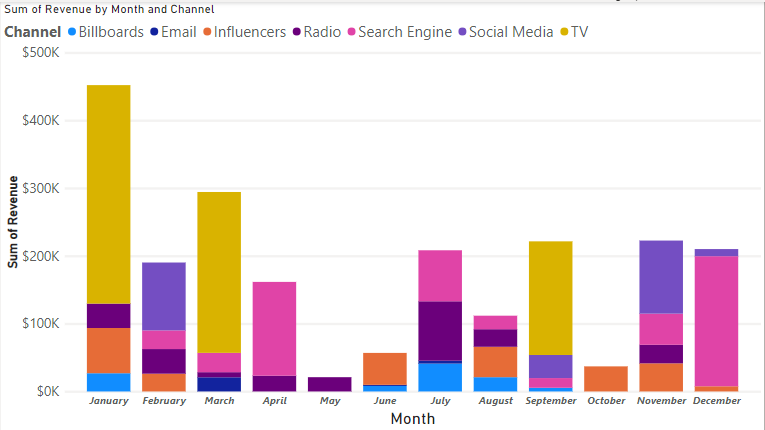 Sum of Revenue by Month and Channel
Channel Billboards Email Influencers Radio Search Engine Social Media TV
$500K
$400K
$300K
$200K
$100K
$0K
Sum of Revenue
January February March April May June July August September October November December
Month